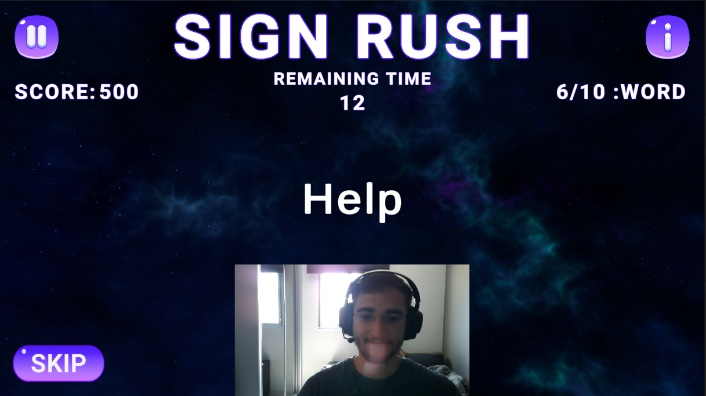 SIGN RUSH
REMAINING TIME
12
SCORE: 500
6/10 :WORD
Help
SKIP